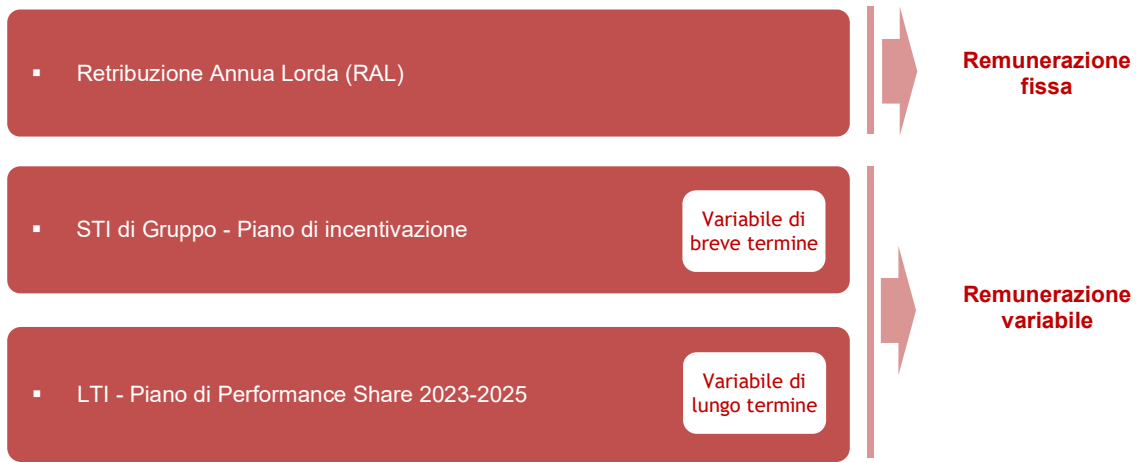 ▪ Retribuzione Annua Lorda (RAL)
Remunerazione
fissa
▪ STI di Gruppo - Piano di incentivazione
Variabile di
breve termine
▪ LTI - Piano di Performance Share 2023-2025
Variabile di
lungo termine
Remunerazione
variabile